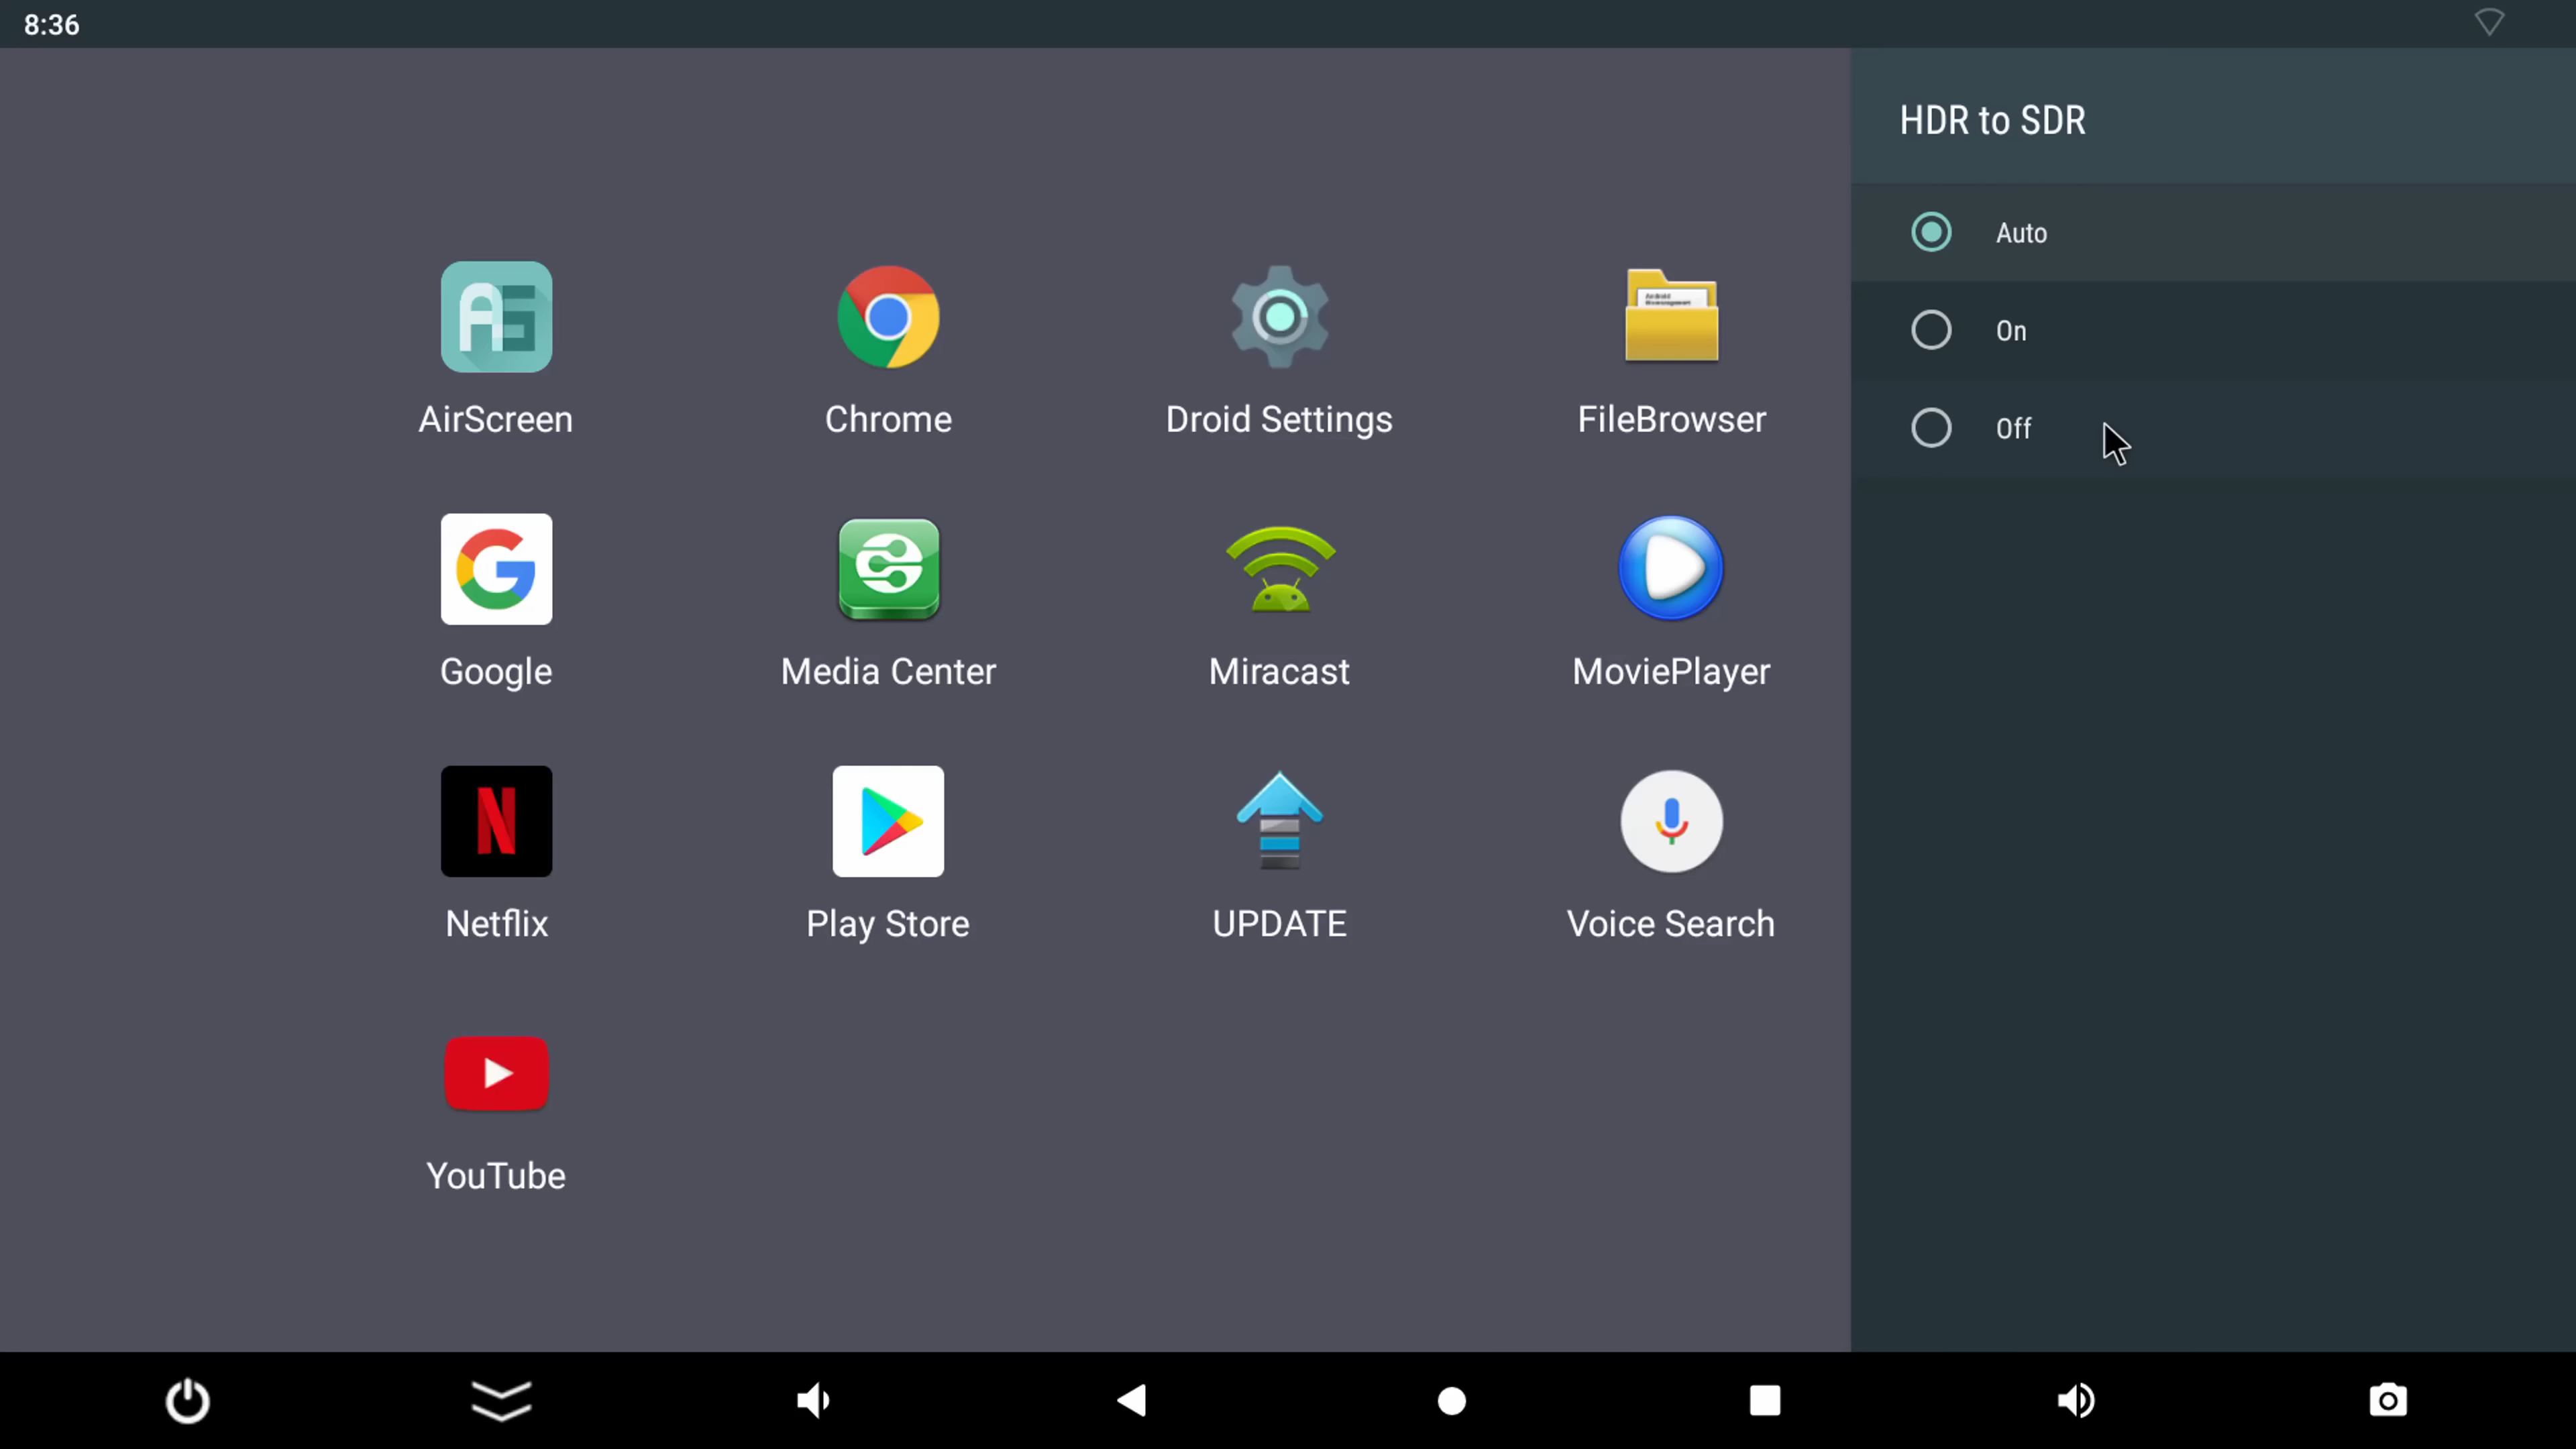 8:36
HDR to SDR
Auto
On
Off
AirScreen
Chrome
Droid Settings
FileBrowser
Google
Media Center
Miracast
MoviePlayer
Netflix
Play Store
UPDATE
Voice Search
YouTube